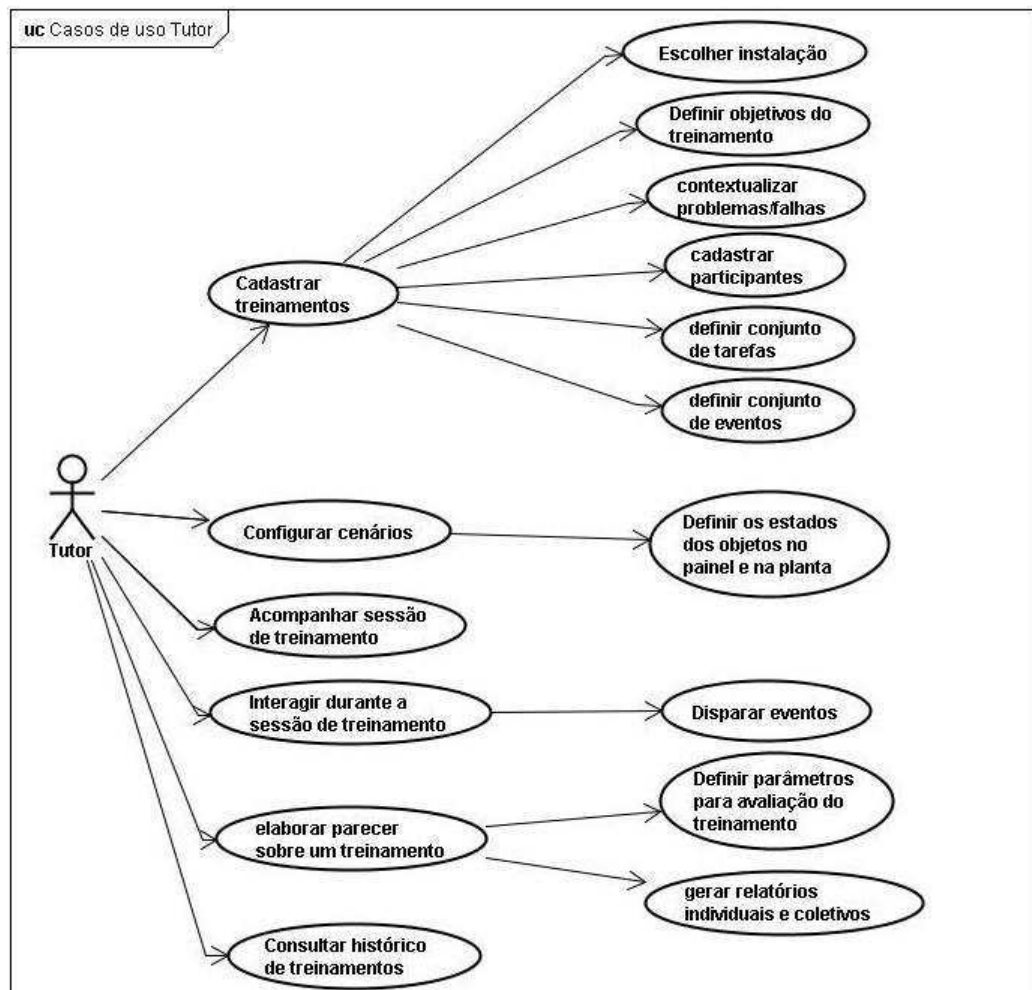 uc Casos de uso Tutor
Escolher instalação
Definir objetivos do
treinamento
contextualizar
problemas/falhas
cadastrar
participantes
Cadastrar
treinamentos
definir conjunto
de tarefas
definir conjunto
de eventos
Tutor
Configurar cenários
Definir os estados
dos objetos no
painel e na planta
Acompanhar sessão
de treinamento
Interagir durante a
sessão de treinamento
Disparar eventos
Definir parâmetros
para avaliação do
treinamento
elaborar parecer
sobre um treinamento
gerar relatórios
individuais e coletivos
Consultar histórico
de treinamentos